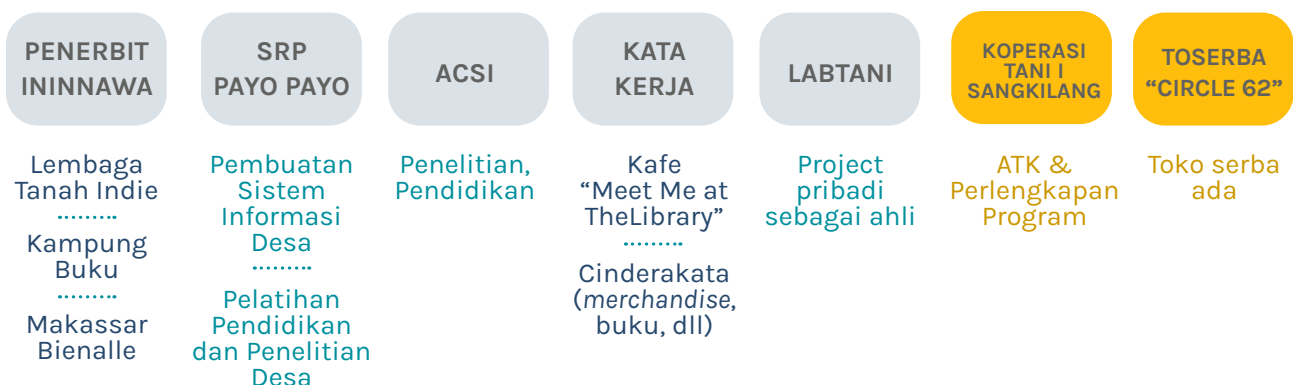 PENERBIT
ININNAWA
Lembaga
Tanah Indie
Kampung
Buku
Makassar
Bienalle
SRP
PAYO PAYO
Pembuatan
Sistem
Informasi
Desa
Pelatihan
Pendidikan
dan Penelitian
Desa
ACSI
Penelitian,
Pendidikan
KATA
KERJA
Kafe
“Meet Me at
TheLibrary”
Cinderakata
(merchandise,
buku, dll)
LABTANI
Project
pribadi
sebagai ahli
KOPERASI
TANI I
SANGKILANG
ATK &
Perlengkapan
Program
TOSERBA
“CIRCLE 62”
Toko serba
ada